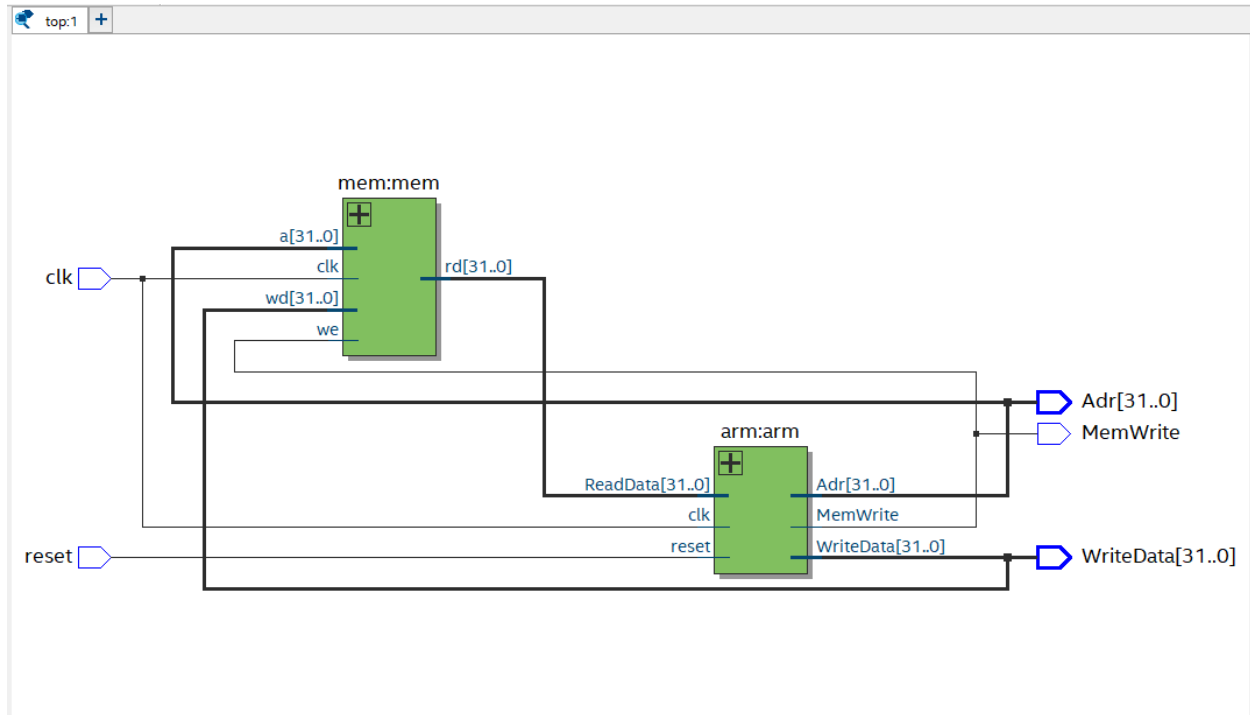 top:1
mem:mem
a[31..0]
clk
rd[31..0]
clk
wd[31..0]
we
Adr[31..0]
MemWrite
arm:arm
ReadData[31..0]
Adr[31..0]
clk
MemWrite
reset
WriteData[31..0]
reset
WriteData[31..0]